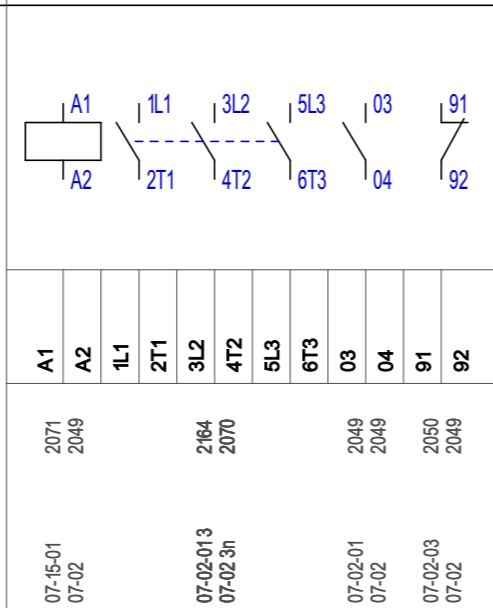 A1 1L1 3L2 5L3 03 91
A2 2T1 4T2 6T3 04 92
A1
A2
1L1
2T1
3L2
4T2
5L3
6T3
03
04
91
92
2071
2049
2164
2070
2049
2049
2050
2049
07-15-01
07-02
07-02-01 3
07-02 3n
07-02-01
07-02
07-02-03
07-02